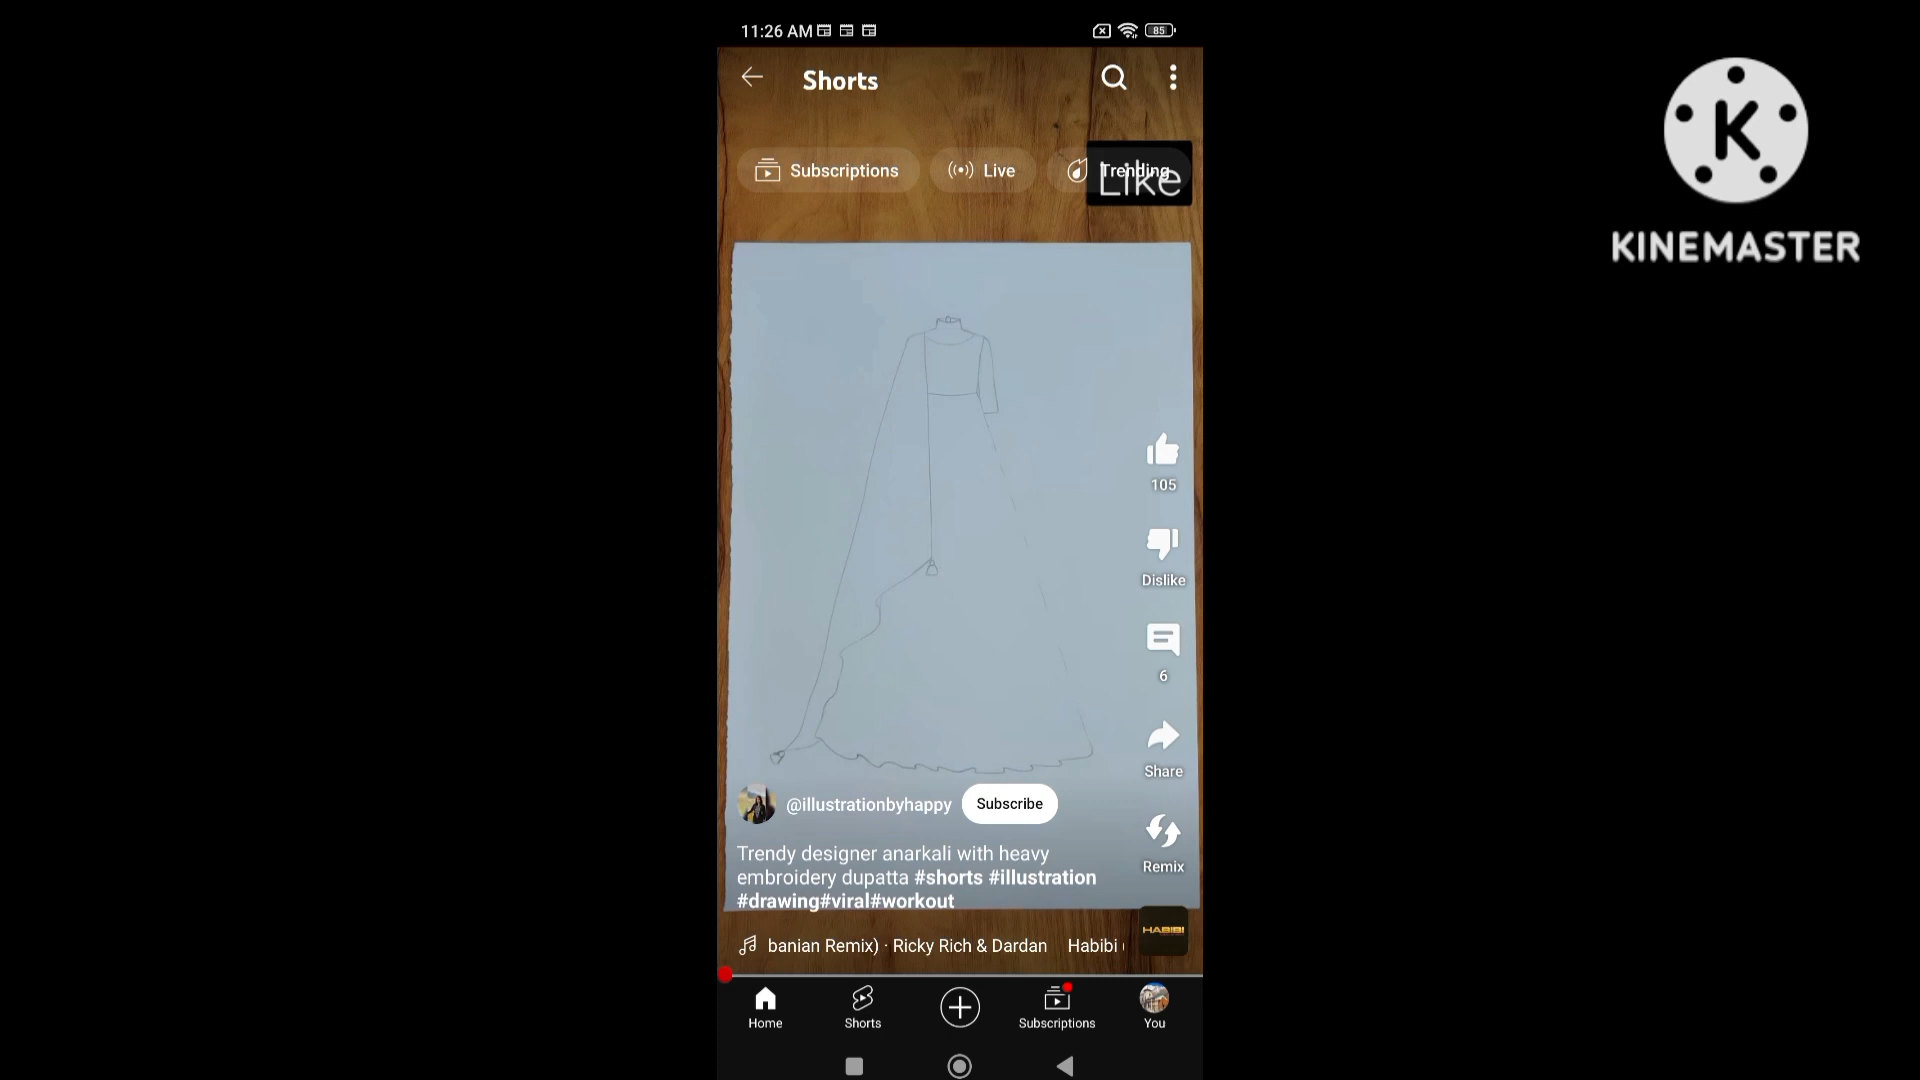 11:26 AM
85
Shorts
Subscriptions
Live
Trending
Like
K
KINEMASTER
105
Dislike
6
Share
@illustrationbyhappy
Subscribe
Trendy designer anarkali with heavy
embroidery dupatta #shorts #illustration
#drawing#viral#workout
Remix
banian Remix) · Ricky Rich & Dardan
Habibi
HABIBI
Home
Shorts
Subscriptions
You